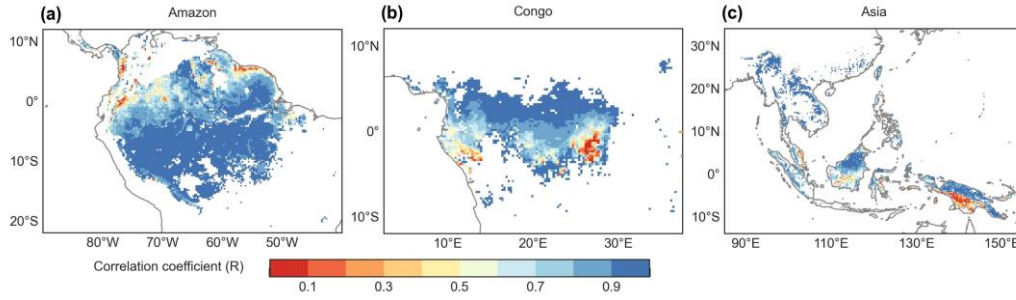 (a) Amazon
(b) Congo
(c) Asia
10°N
0°
10°S
20°S
80°W 70°W 60°W 50°W
10°N
0°
10°S
10°E 20°E 30°E
30°N
20°N
10°N
0°
10°S
90°E 110°E 130°E 150°E
Correlation coefficient (R)
0.1 0.3 0.5 0.7 0.9